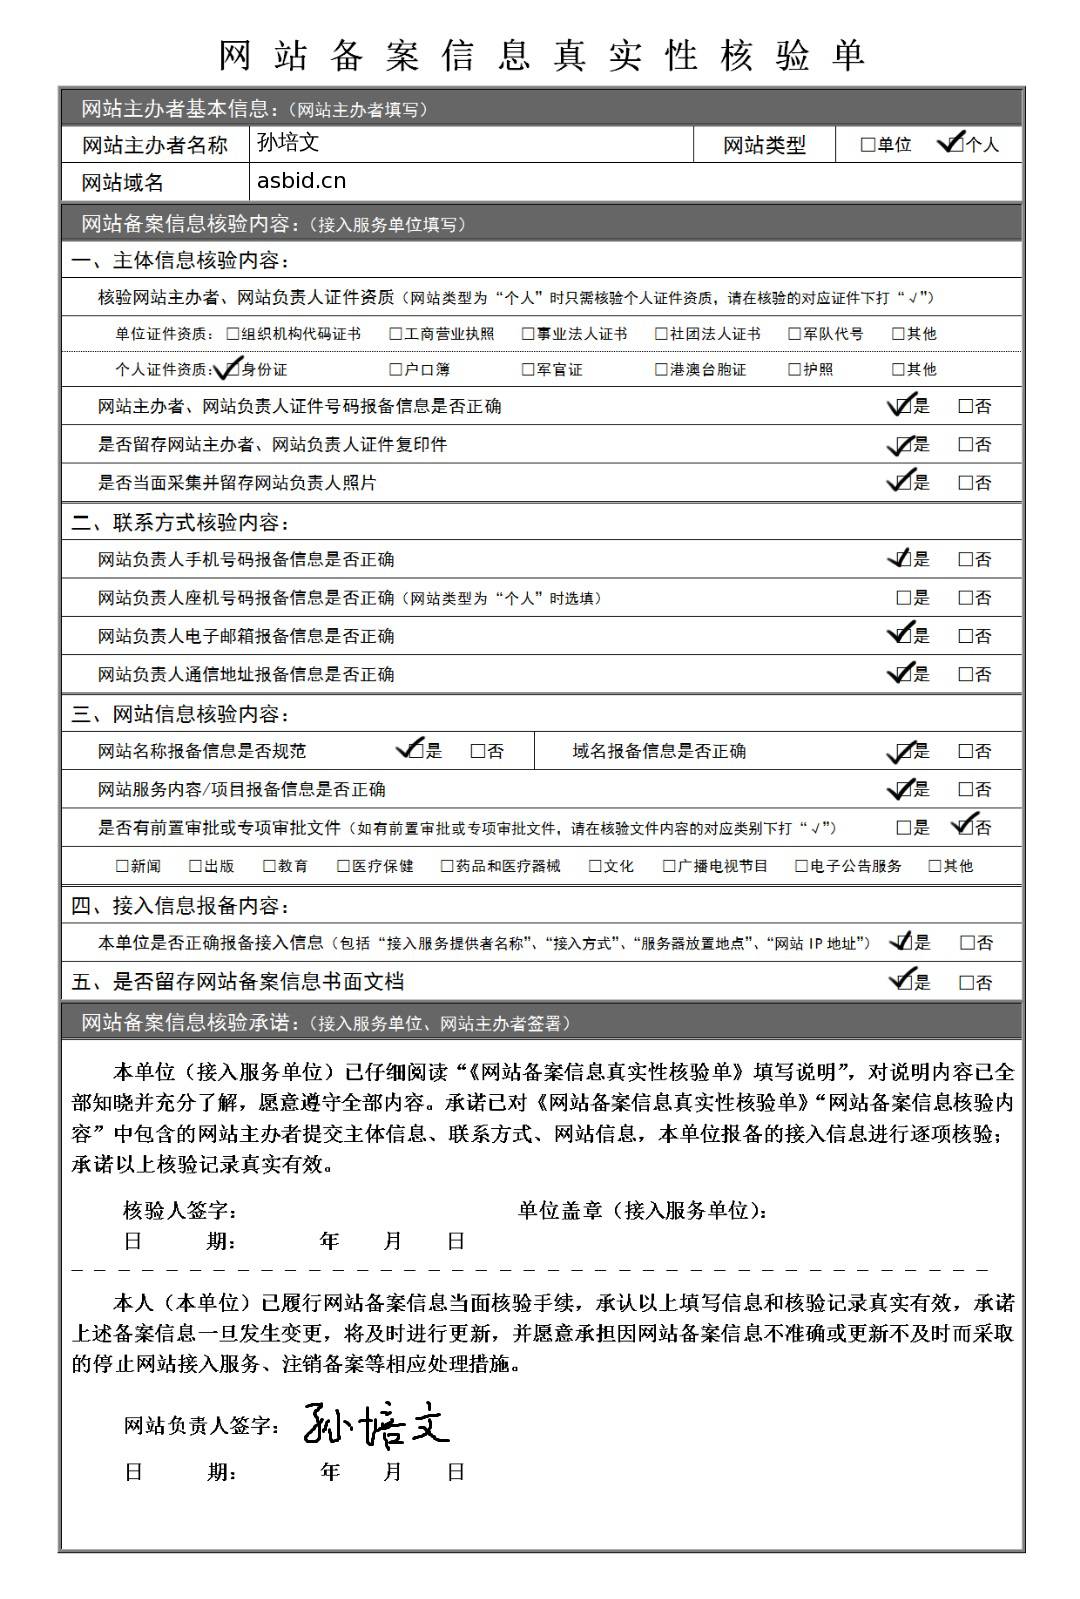 网站备案信息真实性核验单
网站主办者基本信息：（网站主办者填写）
网站主办者名称 孙培文 网站类型 □单位 ☑个人
网站域名 asbid.cn
网站备案信息核验内容：（接入服务单位填写）
一、主体信息核验内容：
核验网站主办者、网站负责人证件资质（网站类型为“个人”时只需核验个人证件资质，请在核验的对应证件下打“√”）
单位证件资质： □组织机构代码证书 □工商营业执照 □事业法人证书 □社团法人证书 □军队代号 □其他
个人证件资质： ☑身份证 □户口簿 □军官证 □港澳台胞证 □护照 □其他
网站主办者、网站负责人证件号码报备信息是否正确 ☑是 □否
是否留存网站主办者、网站负责人证件复印件 ☑是 □否
是否当面采集并留存网站负责人照片 ☑是 □否
二、联系方式核验内容：
网站负责人手机号码报备信息是否正确 ☑是 □否
网站负责人座机号码报备信息是否正确（网站类型为“个人”时选填） □是 □否
网站负责人电子邮箱报备信息是否正确 ☑是 □否
网站负责人通信地址报备信息是否正确 ☑是 □否
三、网站信息核验内容：
网站名称报备信息是否规范 ☑是 □否 域名报备信息是否正确 ☑是 □否
网站服务内容/项目报备信息是否正确 ☑是 □否
是否有前置审批或专项审批文件（如有前置审批或专项审批文件，请在核验文件内容的对应类别下打“√”） □是 ☑否
□新闻 □出版 □教育 □医疗保健 □药品和医疗器械 □文化 □广播电视节目 □电子公告服务 □其他
四、接入信息报备内容：
本单位是否正确报备接入信息（包括“接入服务提供者名称”、“接入方式”、“服务器放置地点”、“网站 IP 地址”） ☑是 □否
五、是否留存网站备案信息书面文档 ☑是 □否
网站备案信息核验承诺：（接入服务单位、网站主办者签署）
本单位（接入服务单位）已仔细阅读“《网站备案信息真实性核验单》填写说明”，对说明内容已全
部知晓并充分了解，愿意遵守全部内容。承诺已对《网站备案信息真实性核验单》“网站备案信息核验内
容”中包含的网站主办者提交主体信息、联系方式、网站信息，本单位报备的接入信息进行逐项核验；
承诺以上核验记录真实有效。
核验人签字： 单位盖章（接入服务单位）：
日 期： 年 月 日
本人（本单位）已履行网站备案信息当面核验手续，承认以上填写信息和核验记录真实有效，承诺
上述备案信息一旦发生变更，将及时进行更新，并愿意承担因网站备案信息不准确或更新不及时而采取
的停止网站接入服务、注销备案等相应处理措施。
网站负责人签字： 孙培文
日 期： 年 月 日